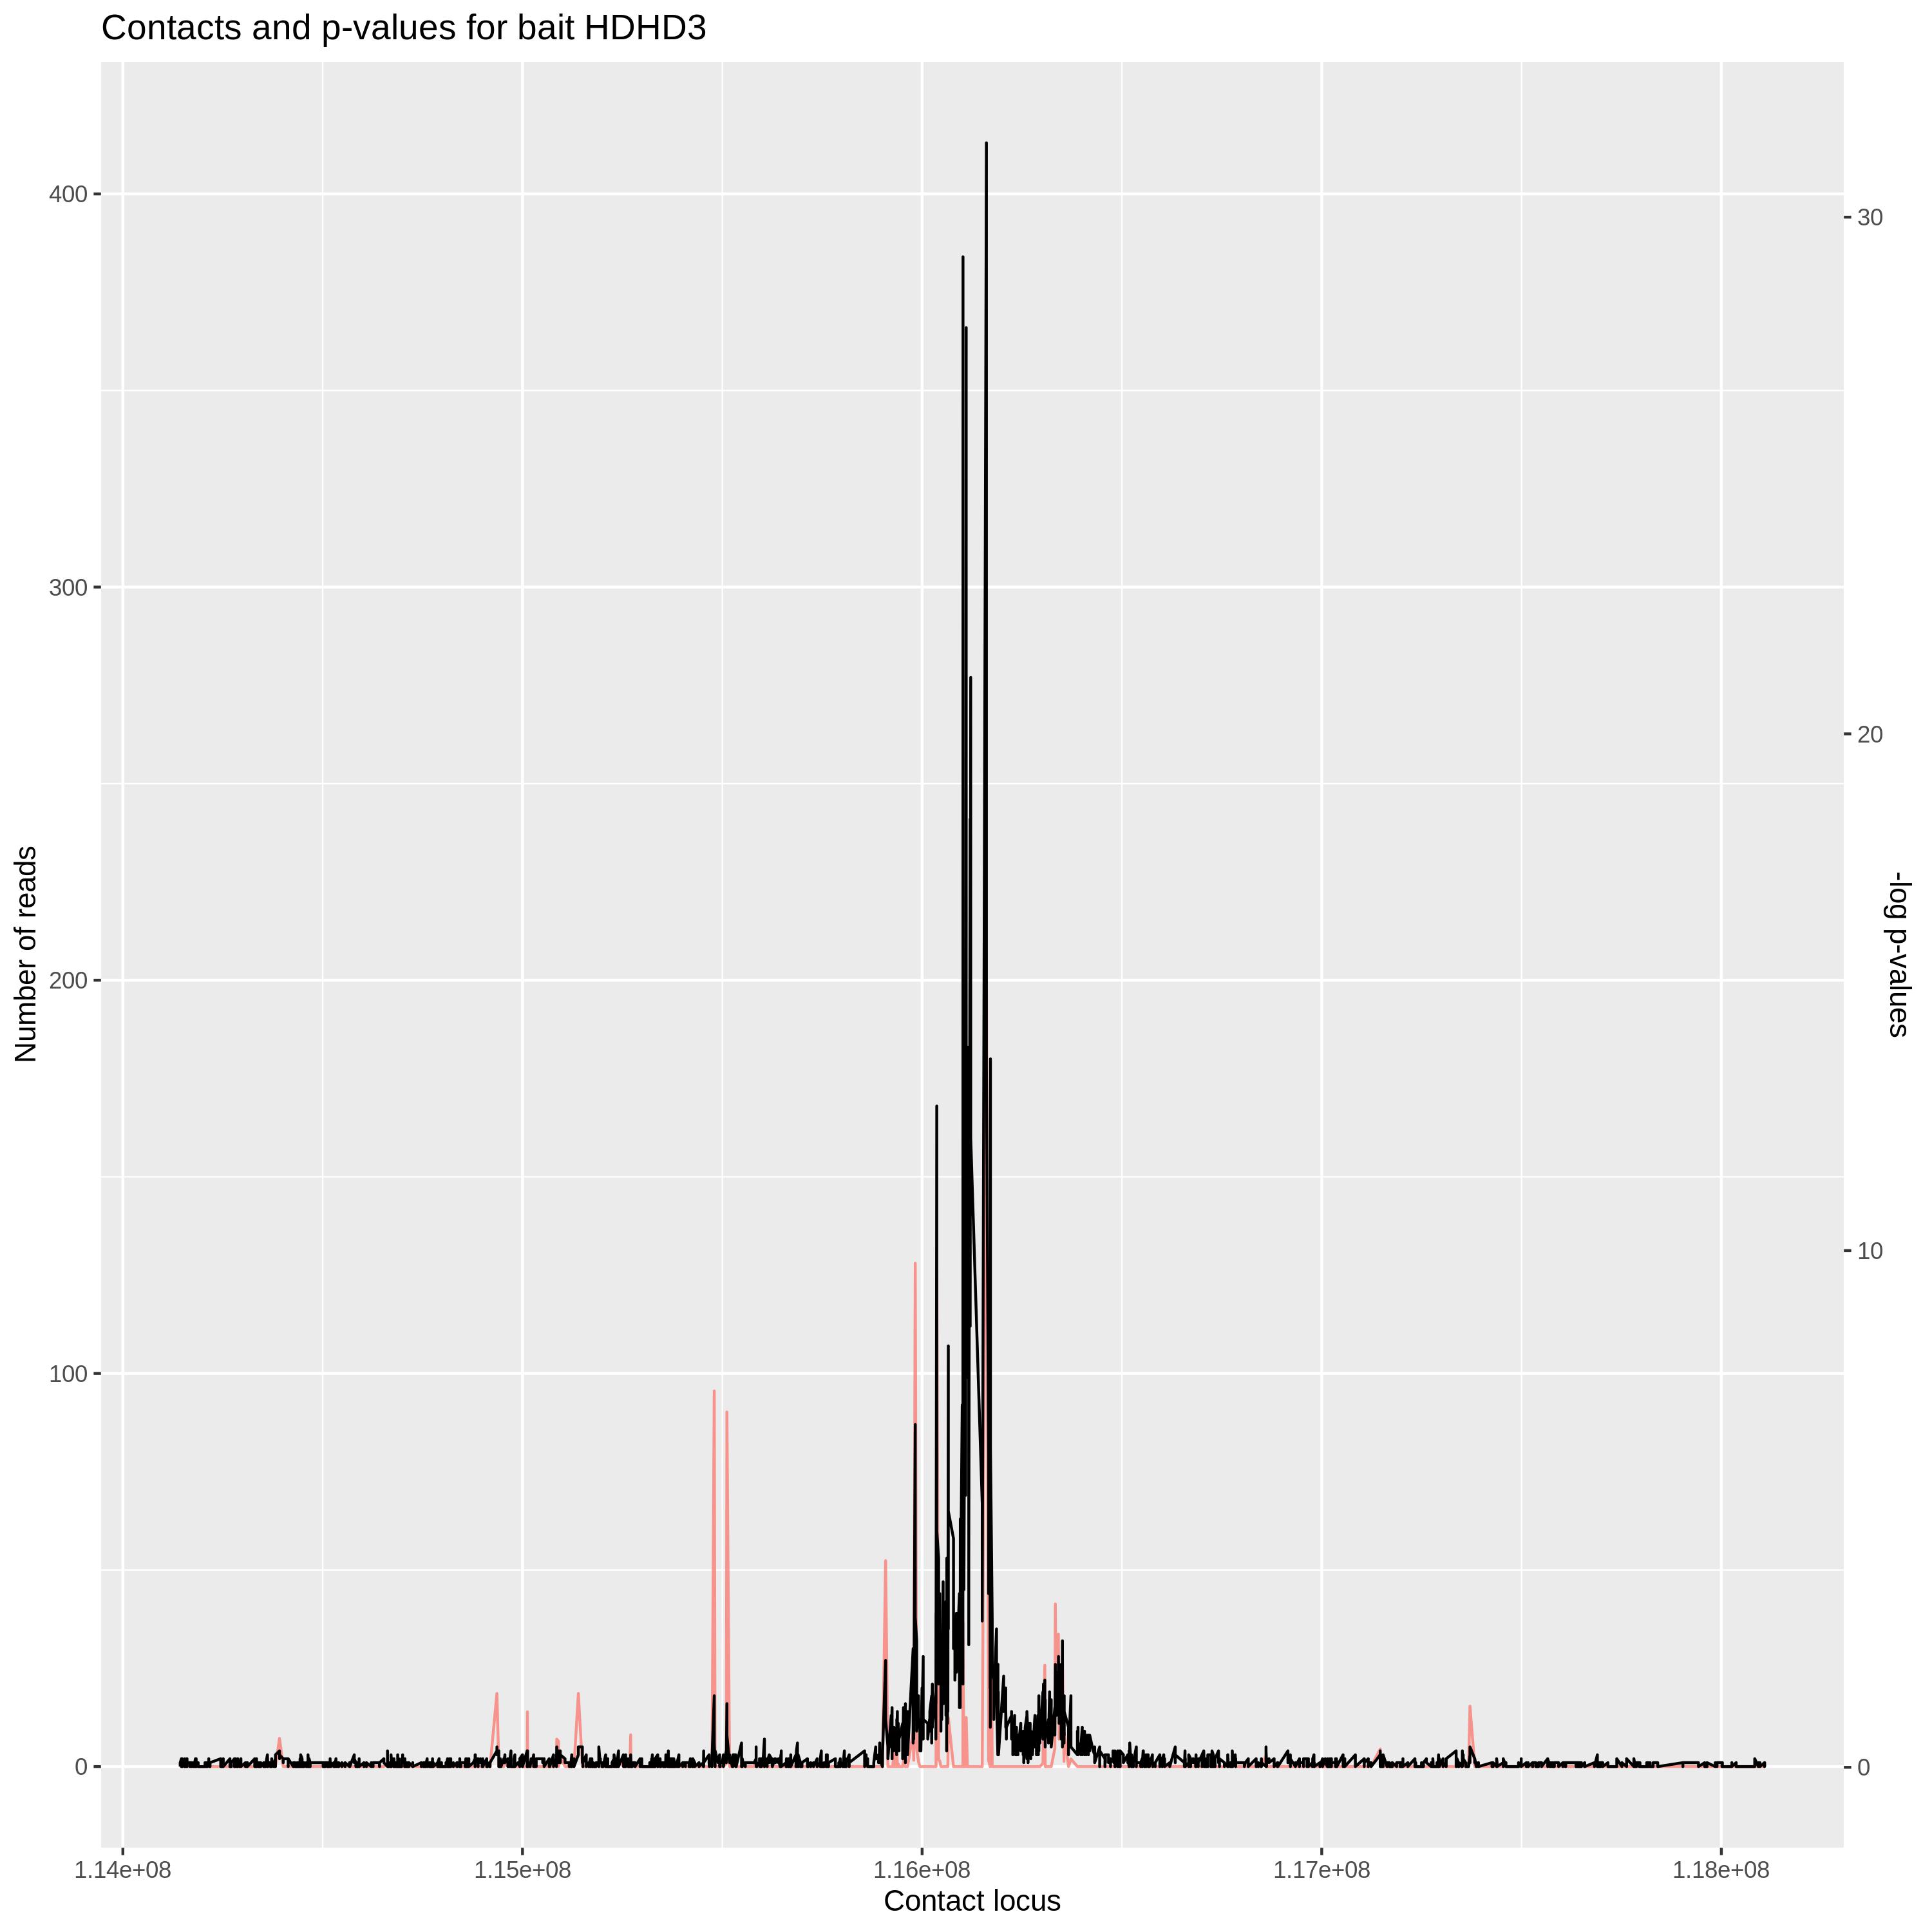 Contacts and p-values for bait HDHD3
Number of reads
400
300
200
100
0
30
20
10
0
-log p-values
1.14e+08
1.15e+08
1.16e+08
1.17e+08
1.18e+08
Contact locus